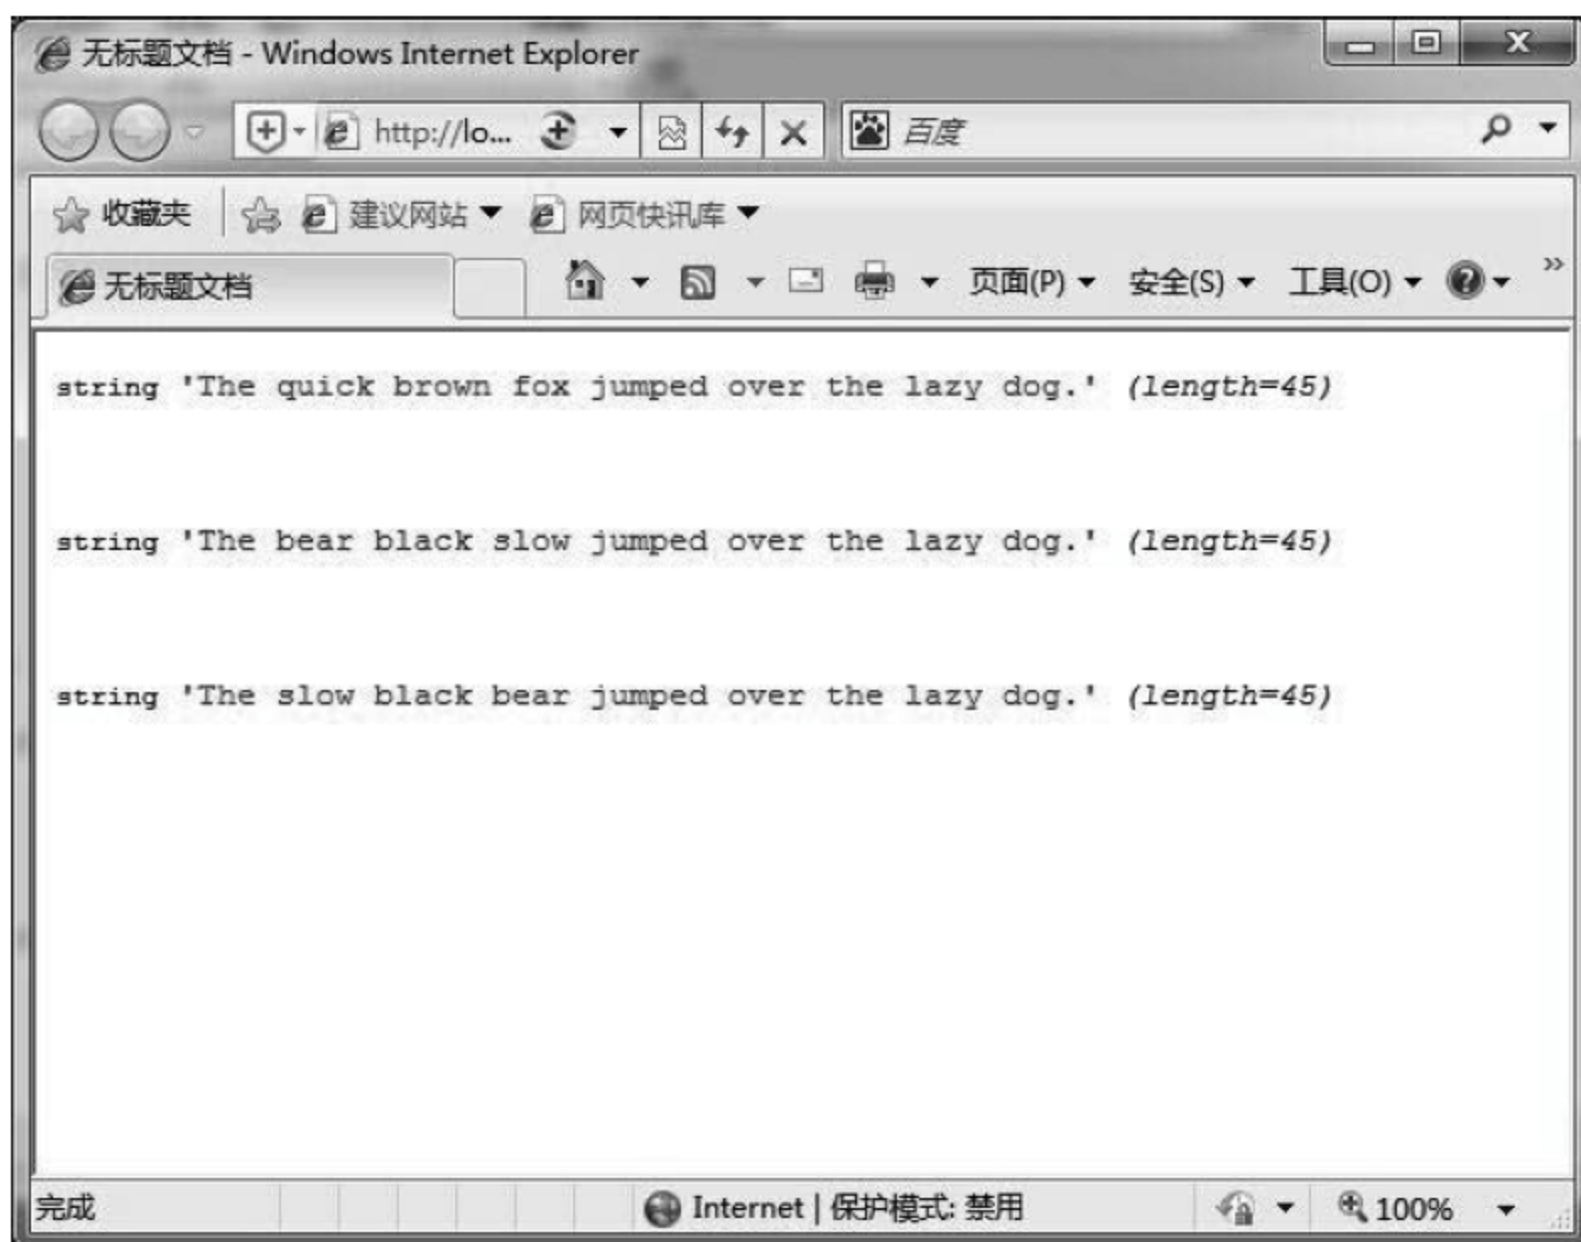 无标题文档 - Windows Internet Explorer
http://lo... 百度
收藏夹 建议网站 网页快讯库
无标题文档 页面(P) 安全(S) 工具(O)
string 'The quick brown fox jumped over the lazy dog.' (length=45)
string 'The bear black slow jumped over the lazy dog.' (length=45)
string 'The slow black bear jumped over the lazy dog.' (length=45)
完成 Internet | 保护模式: 禁用 100%